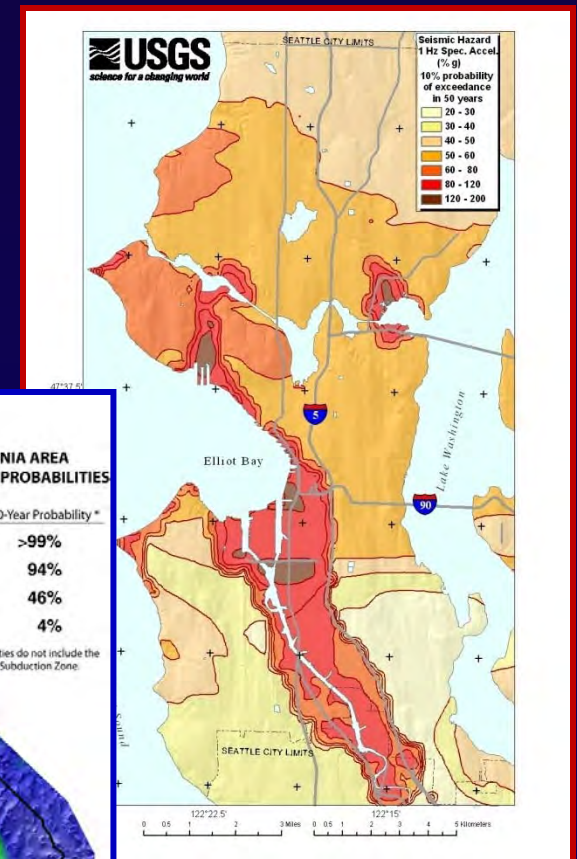 USGS
science for a changing world
SEATTLE CITY LIMITS
Seismic Hazard
1 Hz Spec. Accel.
(% g)
10% probability
of exceedance
in 50 years
20 - 30
30 - 40
40 - 50
50 - 60
60 - 80
80 - 120
120 - 200
47°37.5'
5
Lake Washington
Elliot Bay
90
SEATTLE CITY LIMITS
122°22.5'
122°15'
0 0.5 1 2 3 Miles
0 0.5 1 2 3 4 5 Kilometers
NIA AREA
PROBABILITIES
0-Year Probability *
>99%
94%
46%
4%
ties do not include the
Subduction Zone.